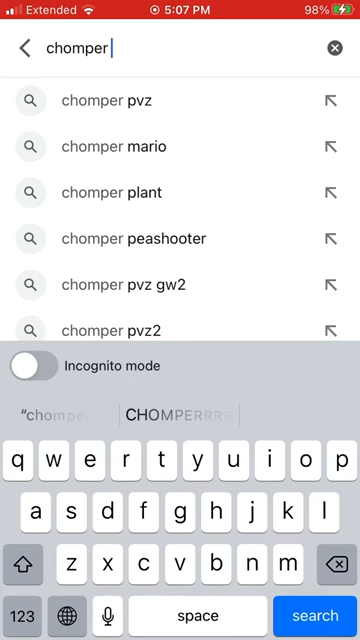 Extended 5:07 PM 98%
chomper
chomper pvz
chomper mario
chomper plant
chomper peashooter
chomper pvz gw2
chomper pvz2
Incognito mode
"chomper " CHOMPERRRR
q w e r t y u i o p
a s d f g h j k l
z x c v b n m
123 space search